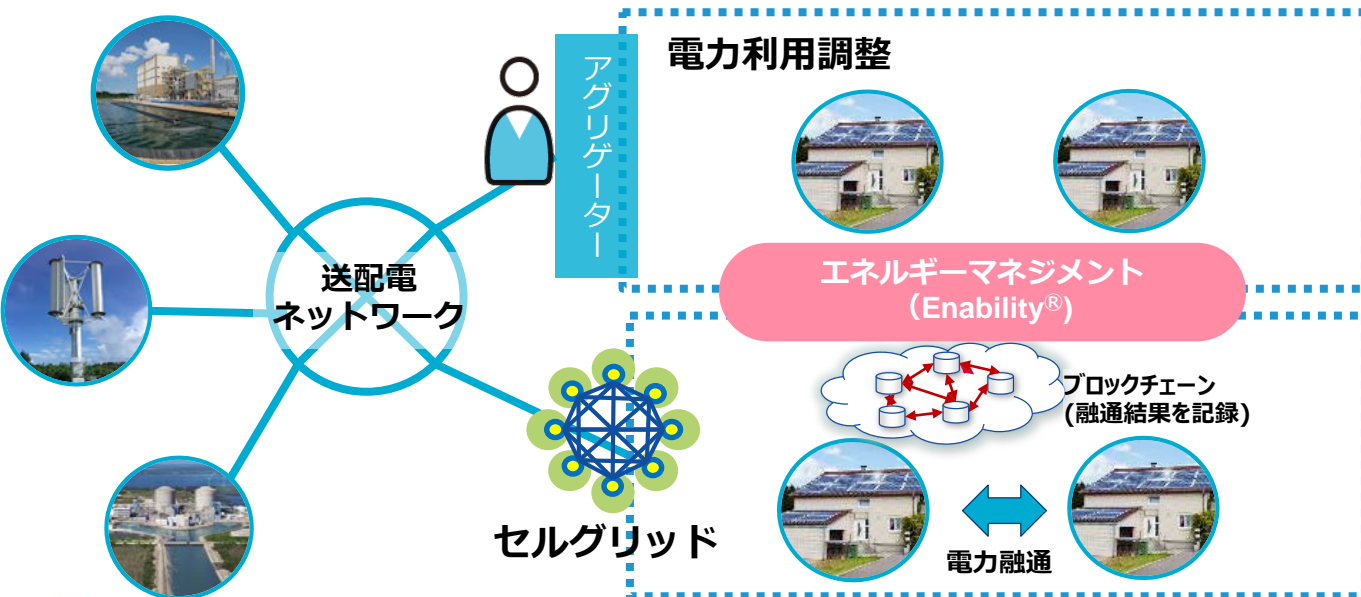 電力利用調整
アグリゲーター
送配電
ネットワーク
エネルギーマネジメント
（Enability®)
ブロックチェーン
(融通結果を記録)
セルグリッド
電力融通